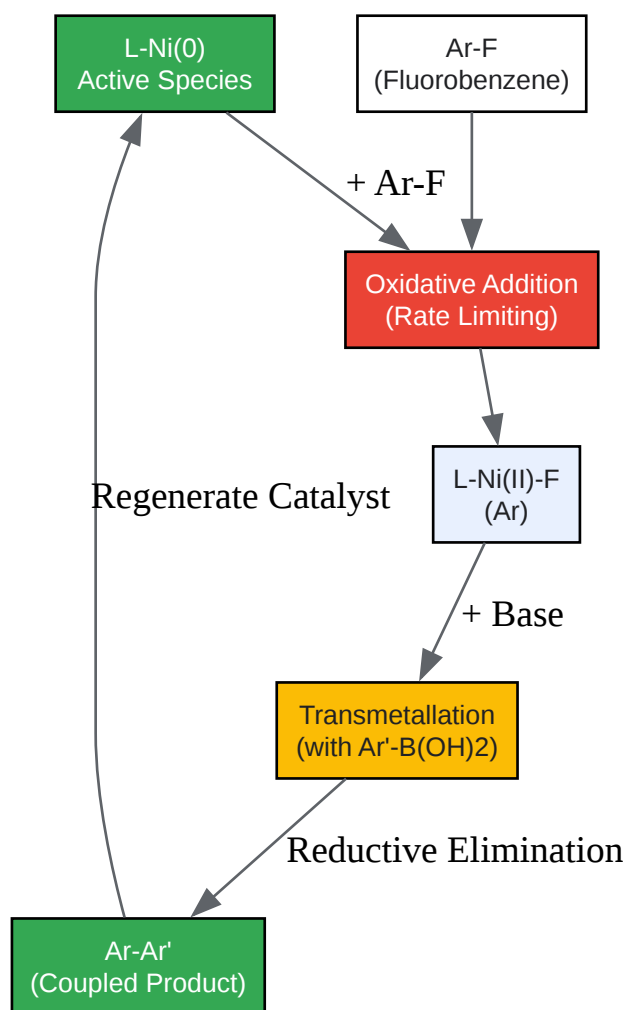 L-Ni(0)
Active Species
Ar-F
(Fluorobenzene)
+ Ar-F
Oxidative Addition
(Rate Limiting)
L-Ni(II)-F
(Ar)
Regenerate Catalyst
+ Base
Transmetallation
(with Ar'-B(OH)2)
Reductive Elimination
Ar-Ar'
(Coupled Product)